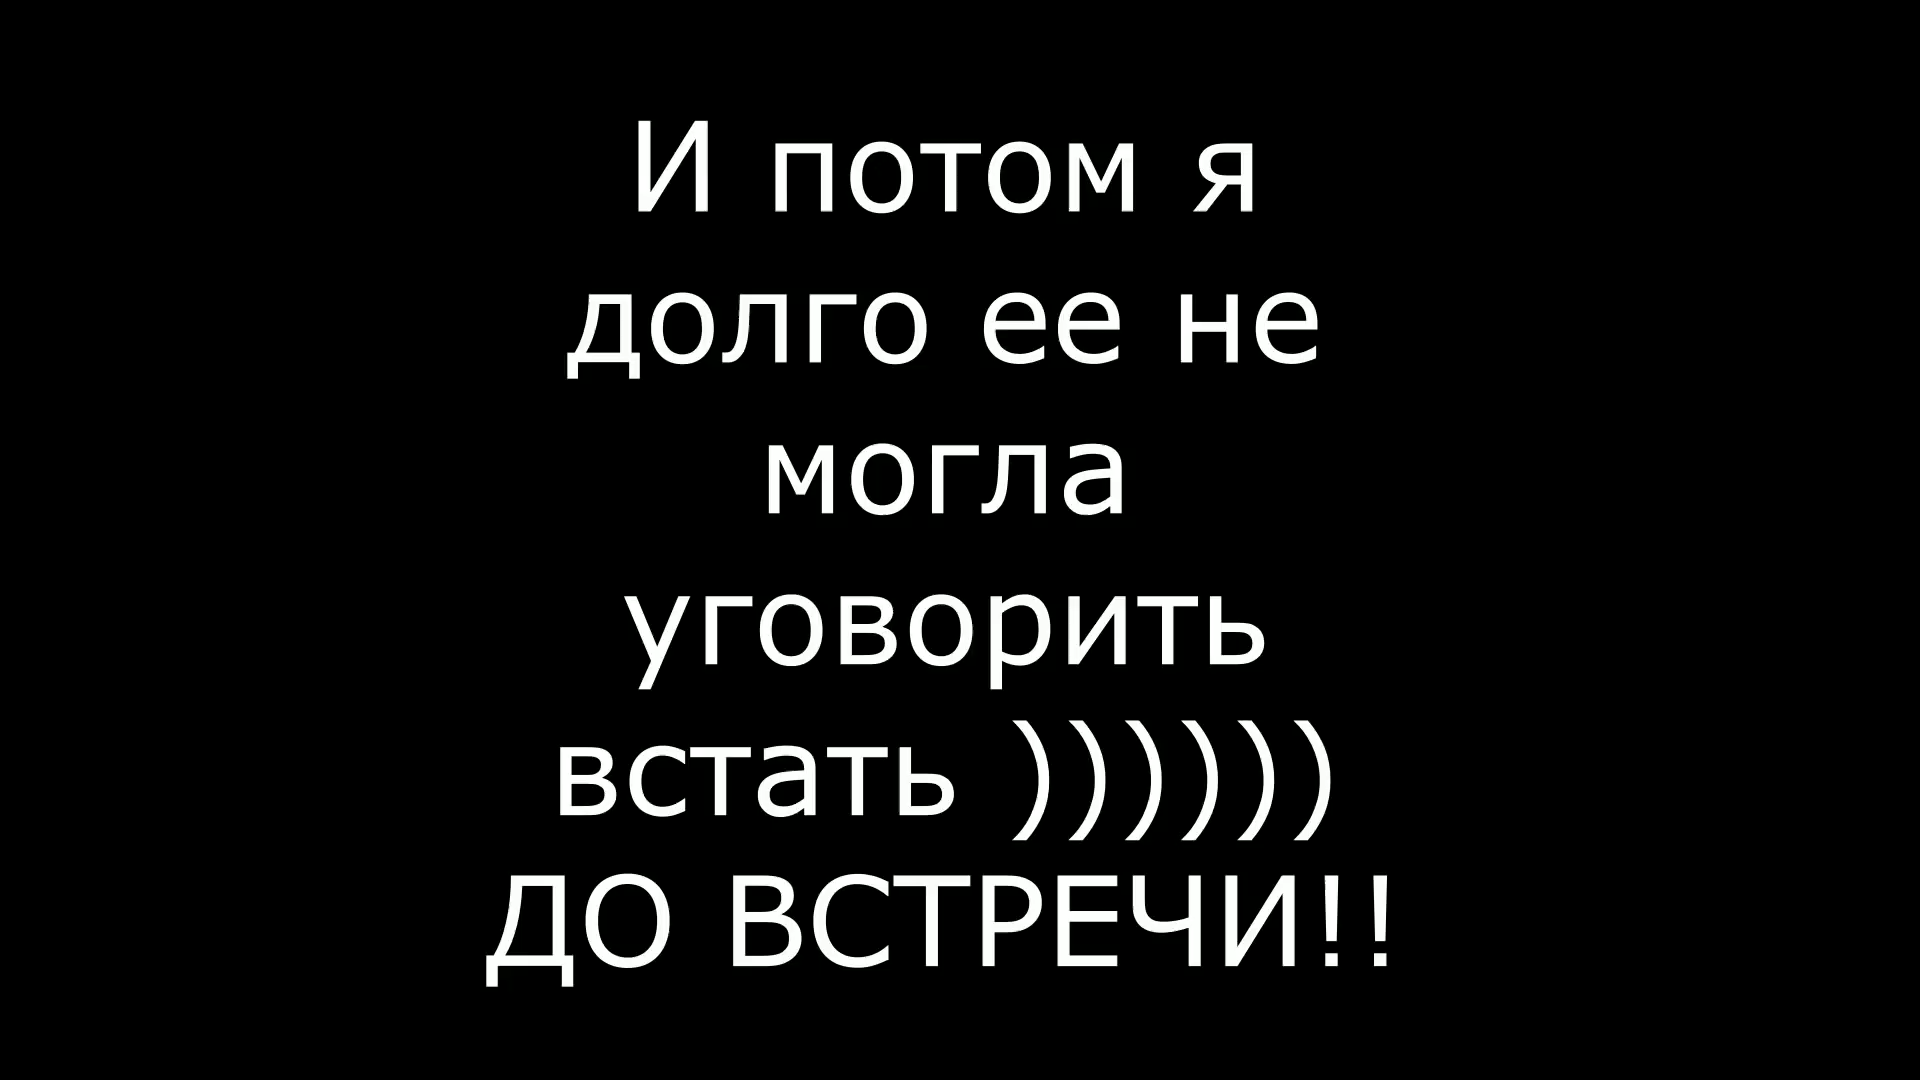 И потом я
долго ее не
могла
уговорить
встать ))))))
ДО ВСТРЕЧИ!!